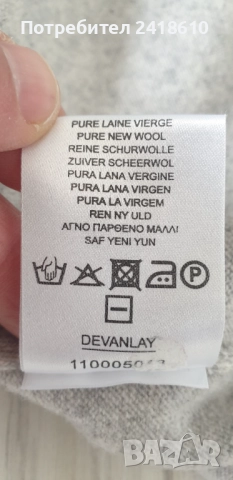 Потребител 2418610
PURE LAINE VIERGE
PURE NEW WOOL
REINE SCHURWOLLE
ZUIVER SCHEERWOL
PURA LANA VERGINE
PURA LANA VIRGEN
PURA LA VIRGEM
REN NY ULD
ΑΓΝΟ ΠΑΡΘΕΝΟ ΜΑΛΛΙ
SAF YENI YUN
P
DEVANLAY
BAZAR